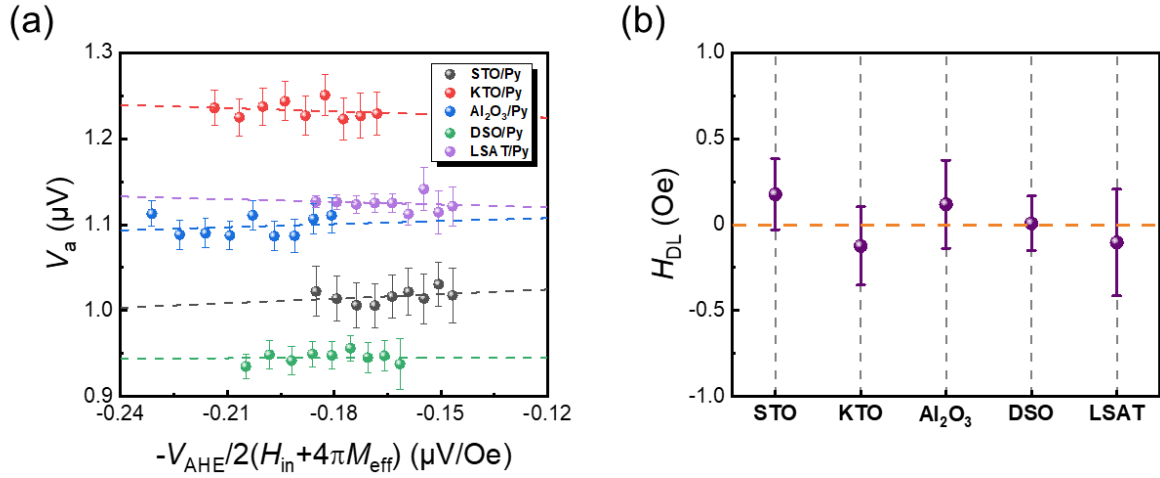 (a)
1.3
1.2
1.1
1.0
0.9
Vₐ (µV)
STO/Py
KTO/Py
Al₂O₃/Py
DSO/Py
LSAT/Py
-0.24 -0.21 -0.18 -0.15 -0.12
-V_AHE/2(H_in+4πM_eff) (µV/Oe)
(b)
1.0
0.5
0
-0.5
-1.0
H_DL (Oe)
STO KTO Al₂O₃ DSO LSAT